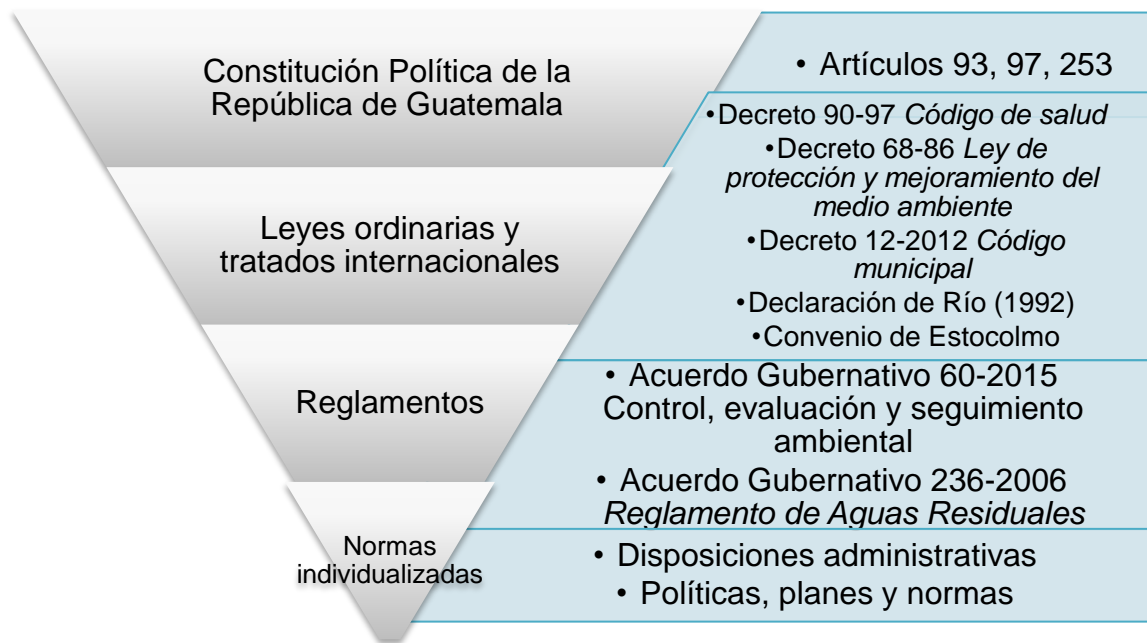 Constitución Política de la
República de Guatemala
• Artículos 93, 97, 253
Leyes ordinarias y
tratados internacionales
•Decreto 90-97 Código de salud
•Decreto 68-86 Ley de
protección y mejoramiento del
medio ambiente
•Decreto 12-2012 Código
municipal
•Declaración de Río (1992)
•Convenio de Estocolmo
Reglamentos
• Acuerdo Gubernativo 60-2015
Control, evaluación y seguimiento
ambiental
• Acuerdo Gubernativo 236-2006
Reglamento de Aguas Residuales
Normas
individualizadas
• Disposiciones administrativas
• Políticas, planes y normas